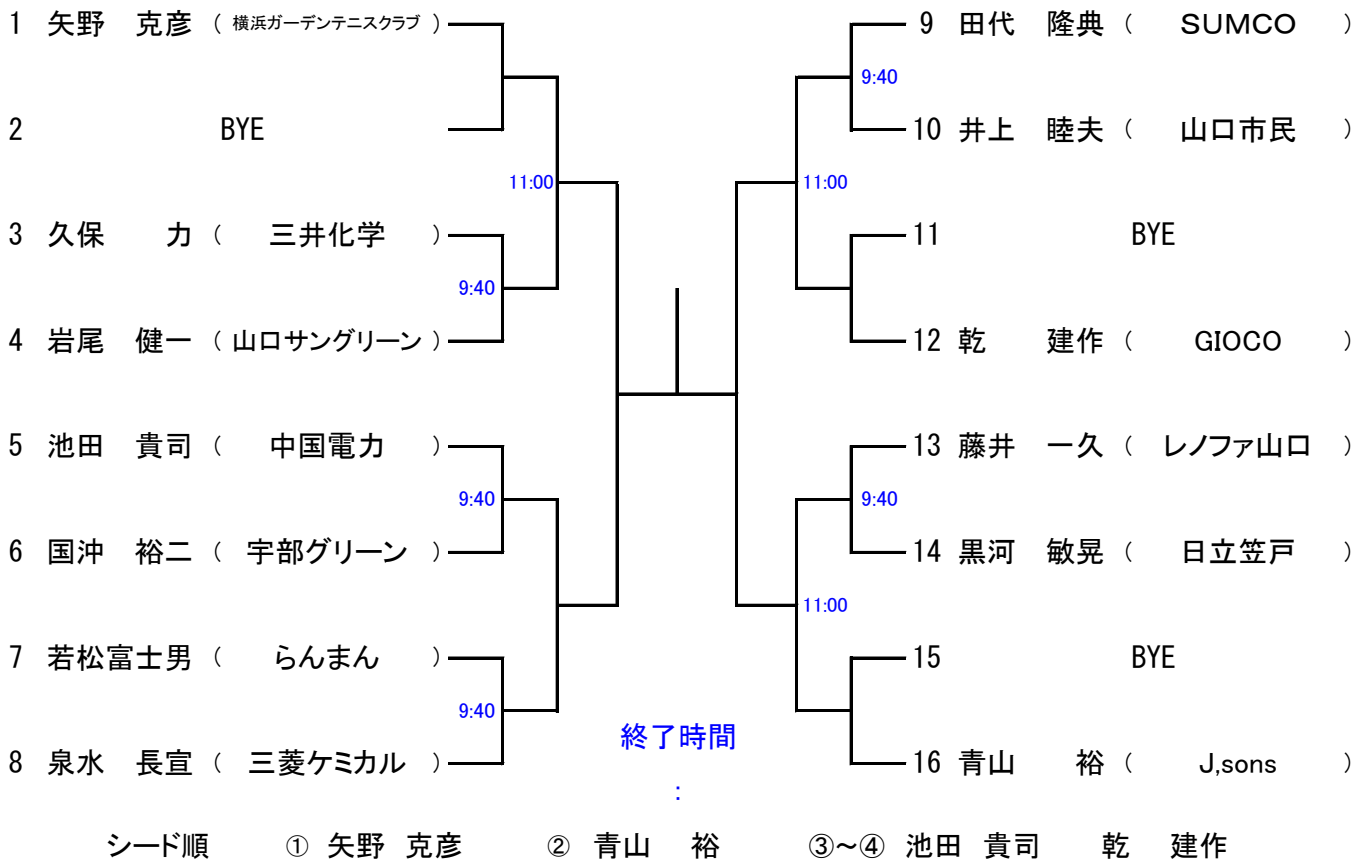 1 矢野 克彦 ( 横浜ガーデンテニスクラブ )
2 BYE
11:00
3 久保 力 ( 三井化学 )
9:40
4 岩尾 健一 ( 山口サングリーン )
5 池田 貴司 ( 中国電力 )
9:40
6 国沖 裕二 ( 宇部グリーン )
7 若松富士男 ( らんまん )
9:40
8 泉水 長宣 ( 三菱ケミカル )
9 田代 隆典 ( SUMCO )
9:40
10 井上 睦夫 ( 山口市民 )
11:00
11 BYE
12 乾 建作 ( GIOCO )
13 藤井 一久 ( レノファ山口 )
9:40
14 黒河 敏晃 ( 日立笠戸 )
11:00
15 BYE
16 青山 裕 ( J,sons )
終了時間
:
シード順 ① 矢野 克彦 ② 青山 裕 ③～④ 池田 貴司 乾 建作